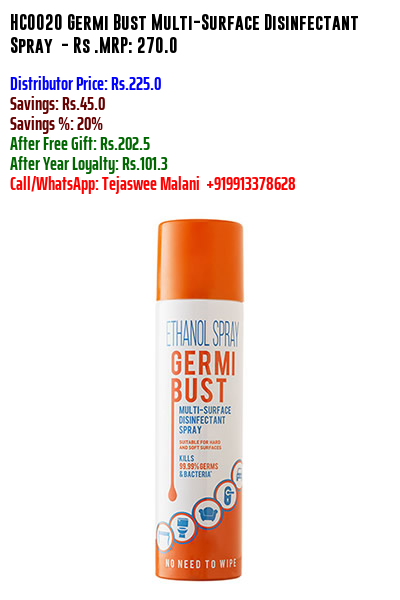 HC0020 Germi Bust Multi-Surface Disinfectant
Spray - Rs .MRP: 270.0
Distributor Price: Rs.225.0
Savings: Rs.45.0
Savings %: 20%
After Free Gift: Rs.202.5
After Year Loyalty: Rs.101.3
Call/WhatsApp: Tejaswee Malani +919913378628
ETHANOL SPRAY
GERMI
BUST
MULTI-SURFACE
DISINFECTANT
SPRAY
SUITABLE FOR HARD
AND SOFT SURFACES
KILLS
99.99% GERMS
& BACTERIA*
NO NEED TO WIPE